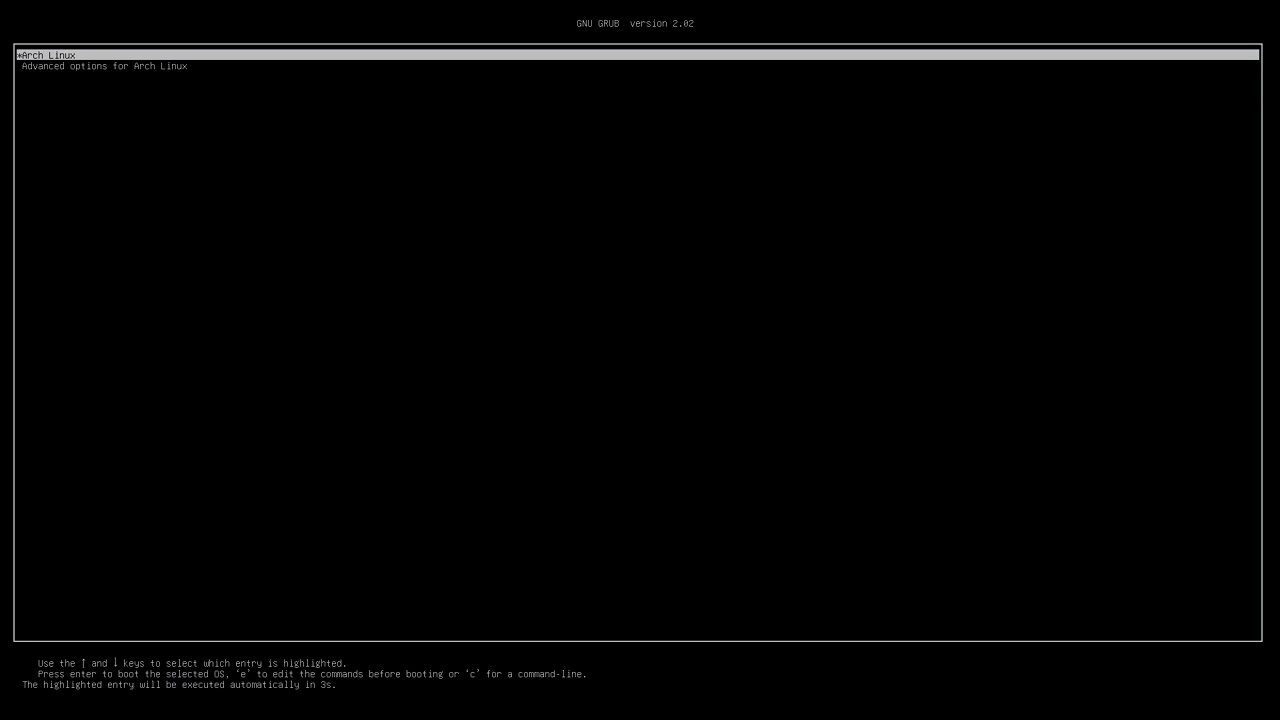 GNU GRUB  version 2.02
*Arch Linux
Advanced options for Arch Linux
Use the ↑ and ↓ keys to select which entry is highlighted.
Press enter to boot the selected OS, ‘e’ to edit the commands before booting or ‘c’ for a command-line.
The highlighted entry will be executed automatically in 3s.